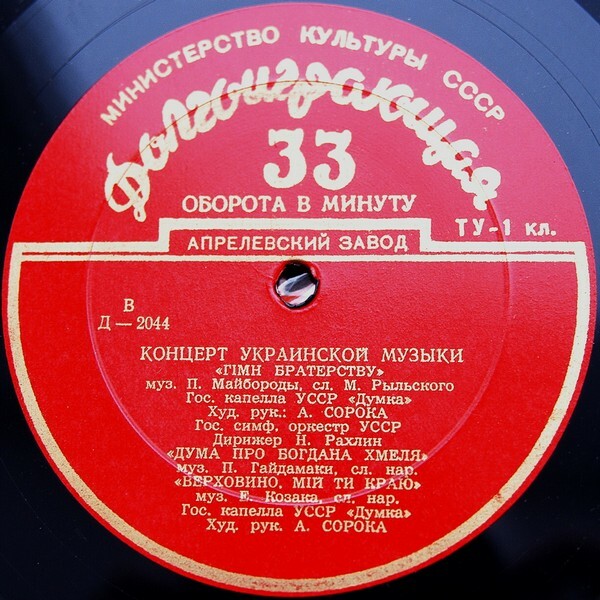 МИНИСТЕРСТВО КУЛЬТУРЫ СССР
Долгоиграющая
33
ОБОРОТА В МИНУТУ
ТУ-1 кл.
АПРЕЛЕВСКИЙ ЗАВОД
В
Д — 2044
КОНЦЕРТ УКРАИНСКОЙ МУЗЫКИ
«ГІМН БРАТЕРСТВУ»
муз. П. Майбороды, сл. М. Рыльского
Гос. капелла УССР «Думка»
Худ. рук.: А. СОРОКА
Гос. симф. оркестр УССР
Дирижер Н. Рахлин
«ДУМА ПРО БОГДАНА ХМЕЛЯ»
муз. П. Гайдамаки, сл. нар.
«ВЕРХОВИНО, МІЙ ТИ КРАЮ»
муз. Е. Козака, сл. нар.
Гос. капелла УССР «Думка»
Худ. рук. А. СОРОКА